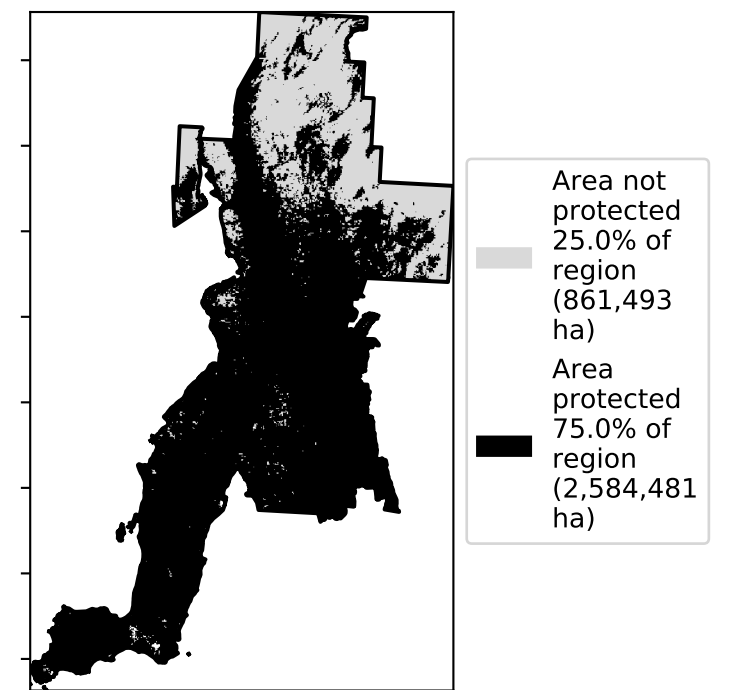 Area not
protected
25.0% of
region
(861,493
ha)
Area
protected
75.0% of
region
(2,584,481
ha)